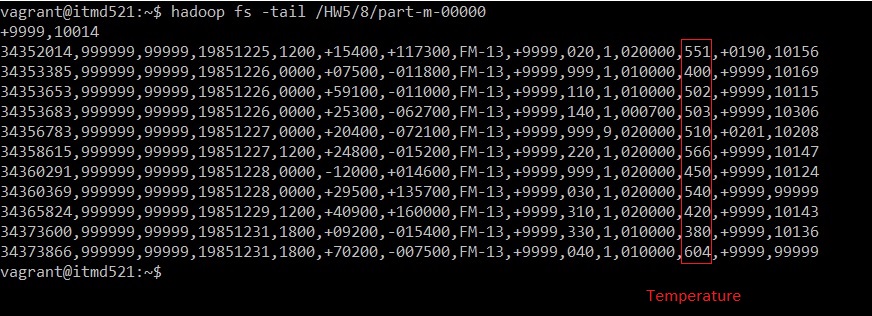 vagrant@itmd521:~$ hadoop fs -tail /HW5/8/part-m-00000
+9999,10014
34352014,999999,99999,19851225,1200,+15400,+117300,FM-13,+9999,020,1,020000,551,+0190,10156
34353385,999999,99999,19851226,0000,+07500,-011800,FM-13,+9999,999,1,010000,400,+9999,10169
34353653,999999,99999,19851226,0000,+59100,-011000,FM-13,+9999,110,1,010000,502,+9999,10115
34353683,999999,99999,19851226,0000,+25300,-062700,FM-13,+9999,140,1,000700,503,+9999,10306
34356783,999999,99999,19851227,0000,+20400,-072100,FM-13,+9999,999,9,020000,510,+0201,10208
34358615,999999,99999,19851227,1200,+24800,-015200,FM-13,+9999,220,1,020000,566,+9999,10147
34360291,999999,99999,19851228,0000,-12000,+014600,FM-13,+9999,999,1,010000,450,+9999,10124
34360369,999999,99999,19851228,0000,+29500,+135700,FM-13,+9999,030,1,020000,540,+9999,99999
34365824,999999,99999,19851229,1200,+40900,+160000,FM-13,+9999,310,1,020000,420,+9999,10143
34373600,999999,99999,19851231,1800,+09200,-015400,FM-13,+9999,330,1,010000,380,+9999,10136
34373866,999999,99999,19851231,1800,+70200,-007500,FM-13,+9999,040,1,010000,604,+9999,99999
vagrant@itmd521:~$
Temperature